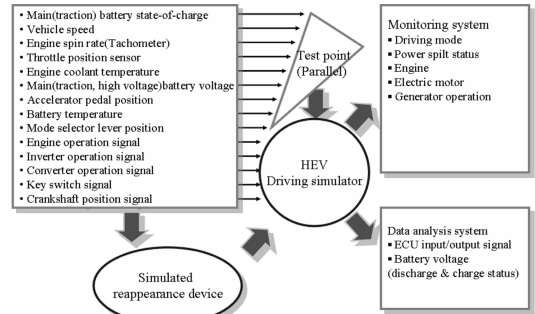 • Main(traction) battery state-of-charge
• Vehicle speed
• Engine spin rate(Tachometer)
• Throttle position sensor
• Engine coolant temperature
• Main(traction, high voltage)battery voltage
• Accelerator pedal position
• Battery temperature
• Mode selector lever position
• Engine operation signal
• Inverter operation signal
• Converter operation signal
• Key switch signal
• Crankshaft position signal
Test point
(Parallel)
HEV
Driving simulator
Simulated
reappearance device
Monitoring system
▪ Driving mode
▪ Power spilt status
▪ Engine
▪ Electric motor
▪ Generator operation
Data analysis system
▪ ECU input/output signal
▪ Battery voltage
(discharge & charge status)